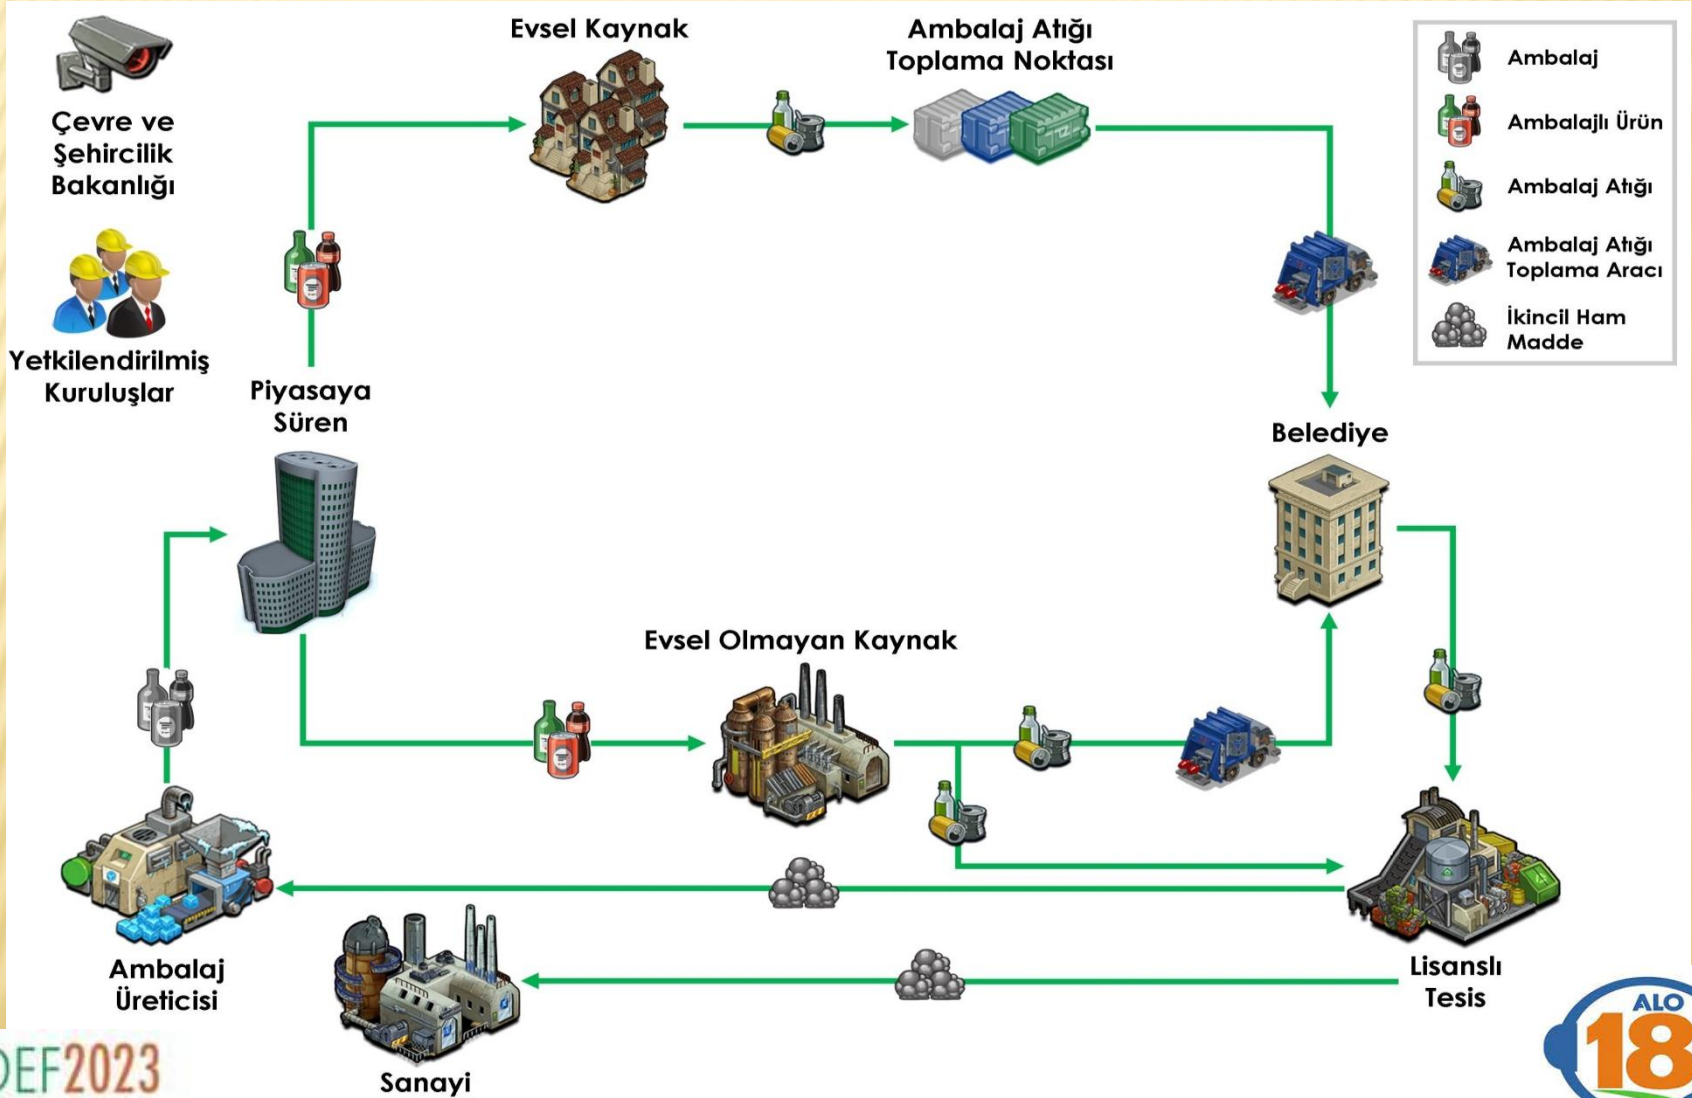 Evsel Kaynak
Ambalaj Atığı
Toplama Noktası
Çevre ve
Şehircilik
Bakanlığı
Yetkilendirilmiş
Kuruluşlar
Piyasaya
Süren
Ambalaj
Ambalajlı Ürün
Ambalaj Atığı
Ambalaj Atığı
Toplama Aracı
İkincil Ham
Madde
Belediye
Evsel Olmayan Kaynak
Ambalaj
Üreticisi
Sanayi
Lisanslı
Tesis
ALO
18
DEF2023